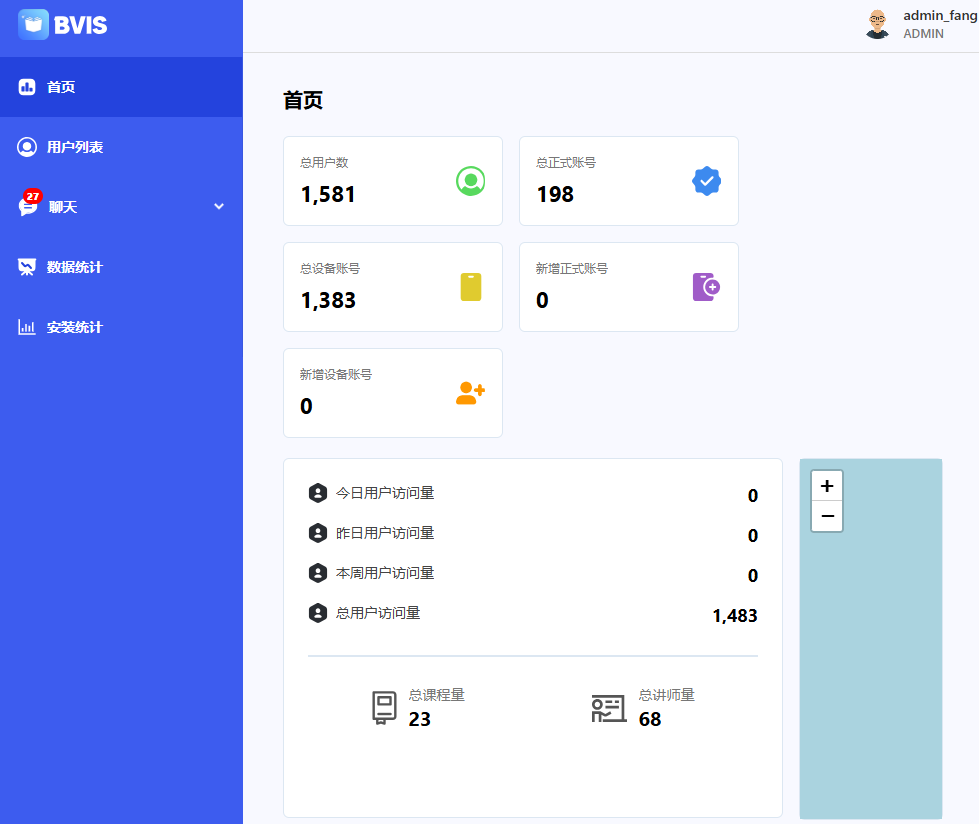 BVIS
admin_fang
ADMIN
首页
用户列表
27
聊天
数据统计
安装统计
首页
总用户数
1,581
总正式账号
198
总设备账号
1,383
新增正式账号
0
新增设备账号
0
今日用户访问量
0
昨日用户访问量
0
本周用户访问量
0
总用户访问量
1,483
总课程量
23
总讲师量
68
+
−